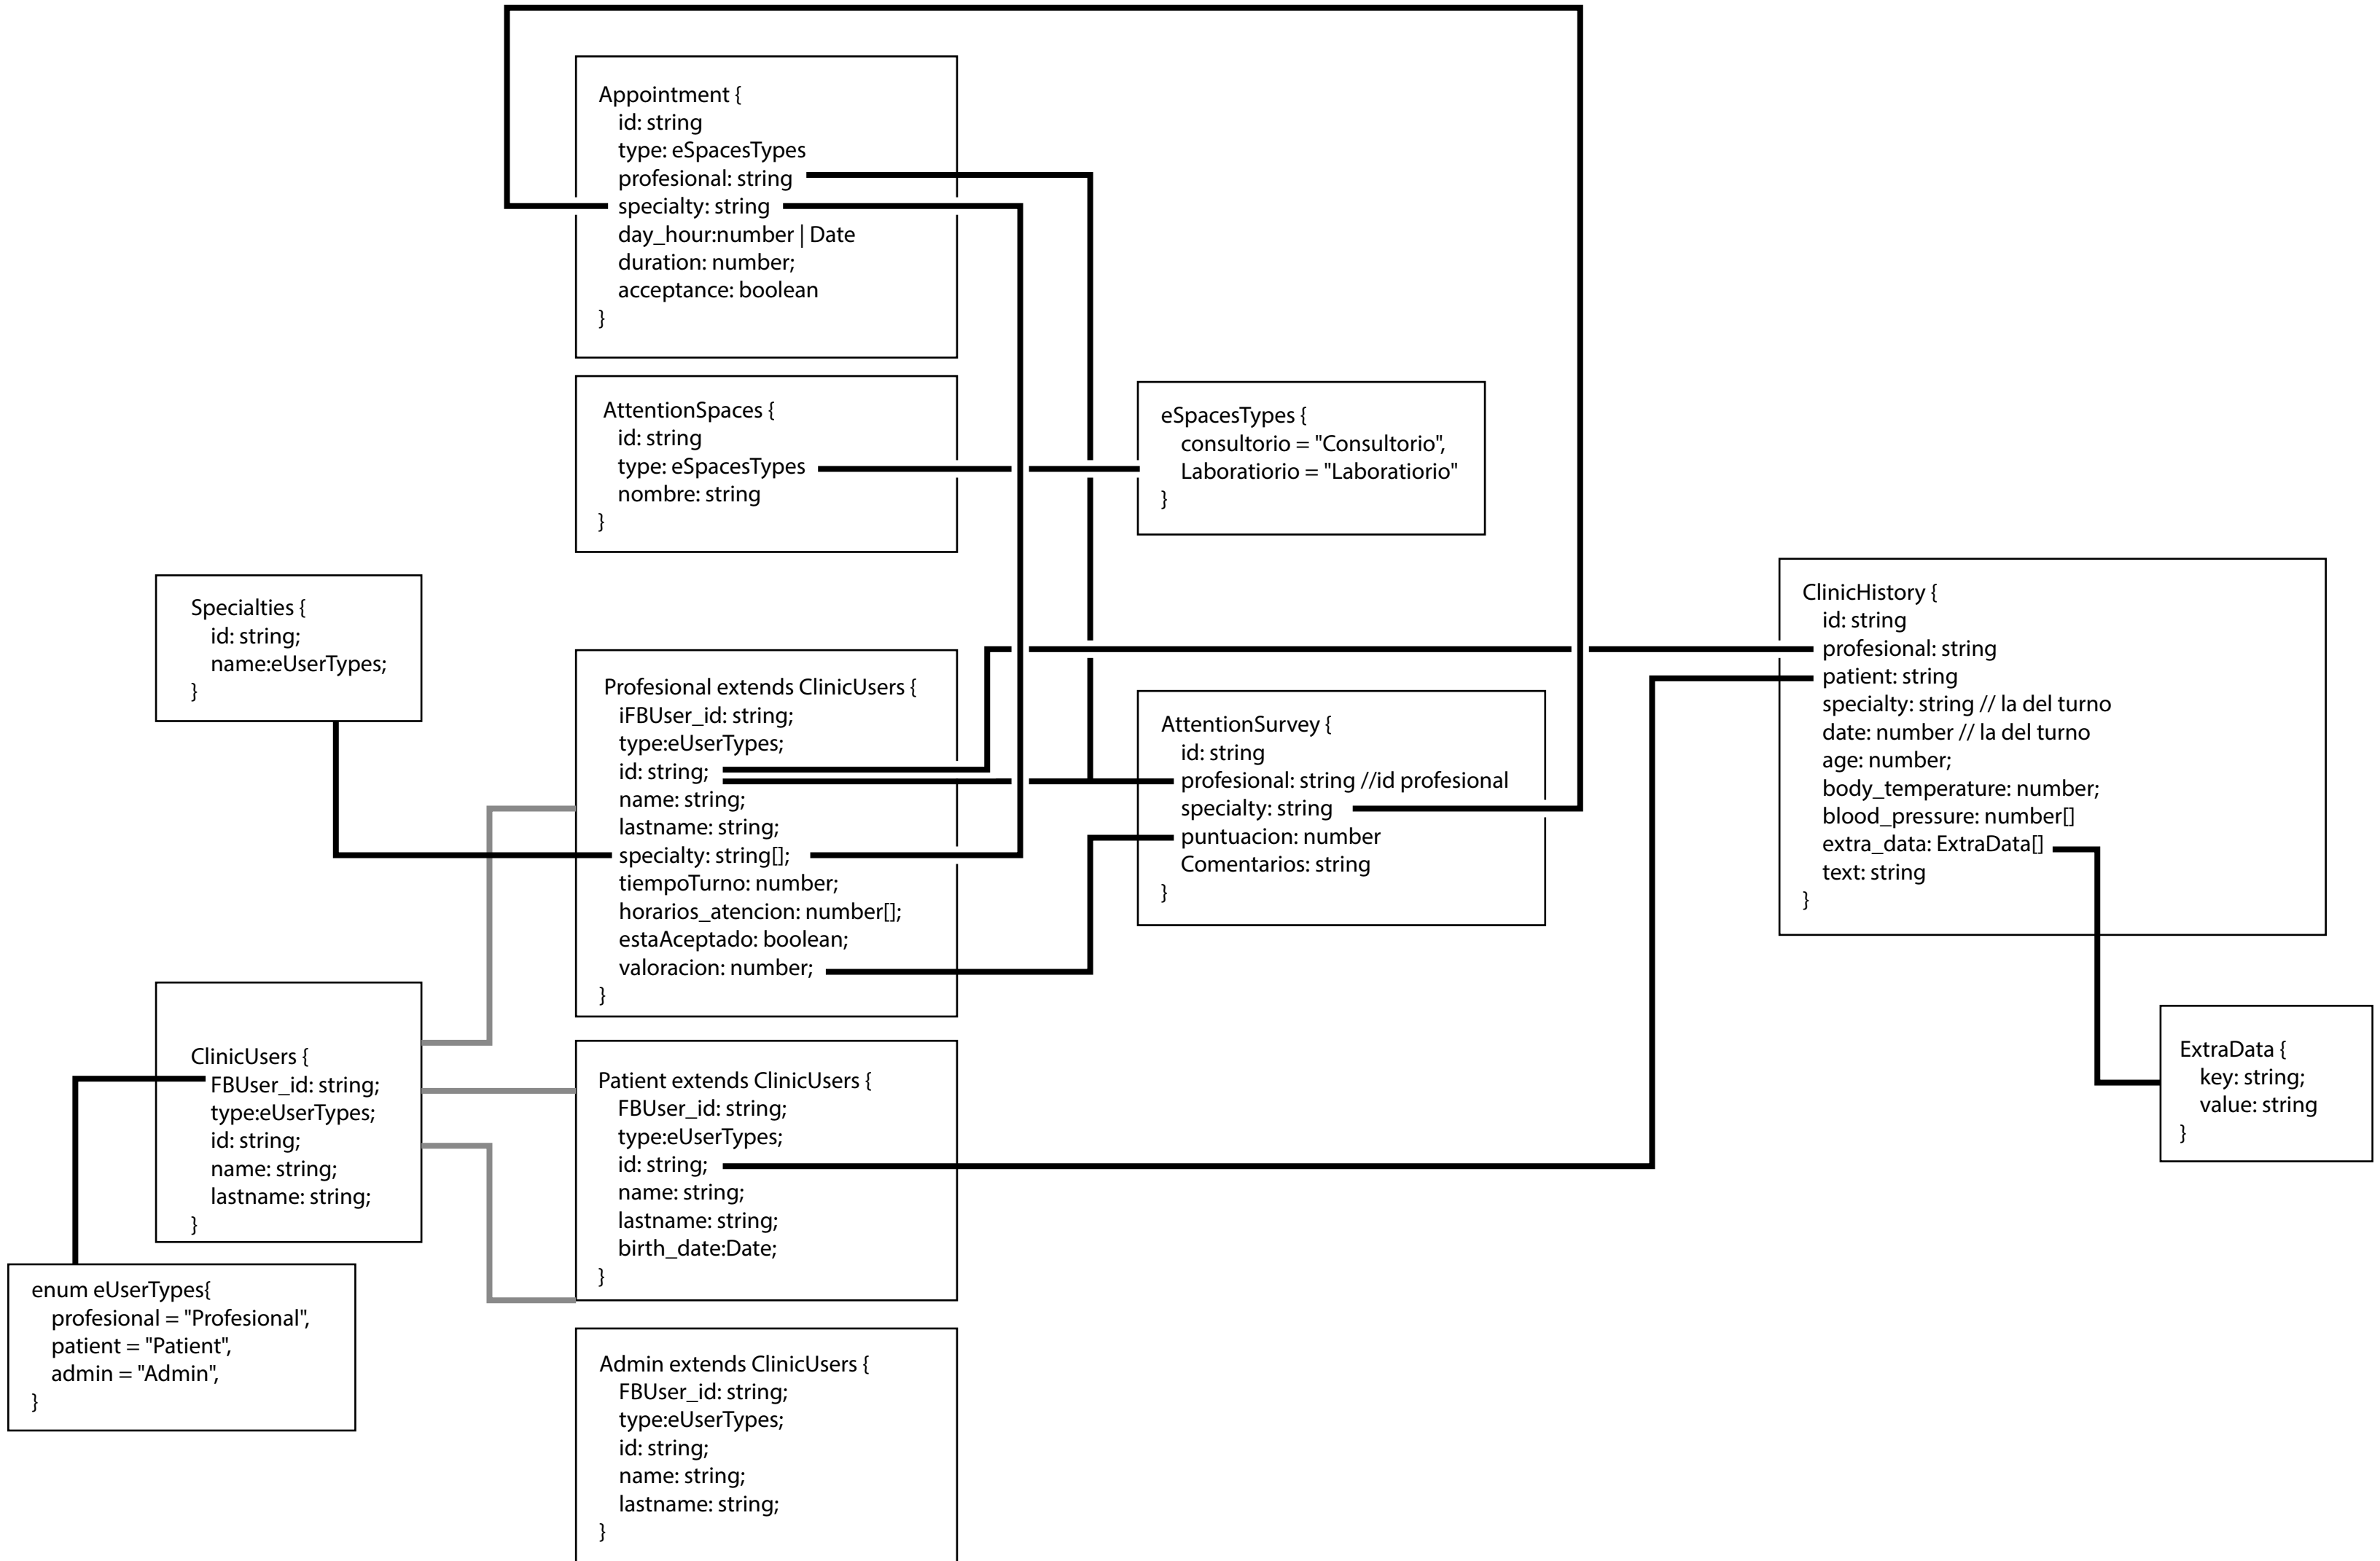 Appointment {
id: string
type: eSpacesTypes
profesional: string
specialty: string
day_hour:number | Date
duration: number;
acceptance: boolean
}
AttentionSpaces {
id: string
type: eSpacesTypes
nombre: string
}
eSpacesTypes {
consultorio = "Consultorio",
Laboratiorio = "Laboratiorio"
}
Specialties {
id: string;
name:eUserTypes;
}
Profesional extends ClinicUsers {
iFBUser_id: string;
type:eUserTypes;
id: string;
name: string;
lastname: string;
specialty: string[];
tiempoTurno: number;
horarios_atencion: number[];
estaAceptado: boolean;
valoracion: number;
}
AttentionSurvey {
id: string
profesional: string //id profesional
specialty: string
puntuacion: number
Comentarios: string
}
ClinicHistory {
id: string
profesional: string
patient: string
specialty: string // la del turno
date: number // la del turno
age: number;
body_temperature: number;
blood_pressure: number[]
extra_data: ExtraData[]
text: string
}
ExtraData {
key: string;
value: string
}
ClinicUsers {
FBUser_id: string;
type:eUserTypes;
id: string;
name: string;
lastname: string;
}
Patient extends ClinicUsers {
FBUser_id: string;
type:eUserTypes;
id: string;
name: string;
lastname: string;
birth_date:Date;
}
enum eUserTypes{
profesional = "Profesional",
patient = "Patient",
admin = "Admin",
}
Admin extends ClinicUsers {
FBUser_id: string;
type:eUserTypes;
id: string;
name: string;
lastname: string;
}